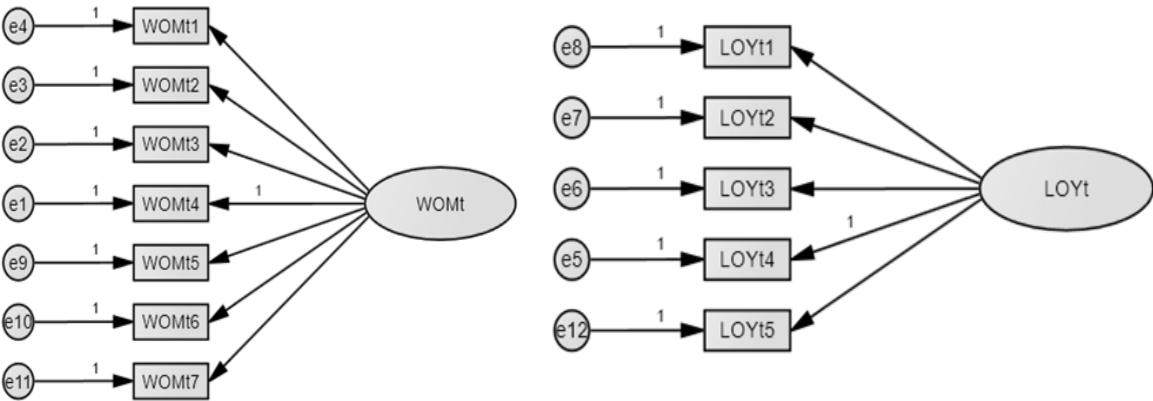 e4 1 WOMt1
e3 1 WOMt2
e2 1 WOMt3
e1 1 WOMt4 1 WOMt
e9 1 WOMt5
e10 1 WOMt6
e11 1 WOMt7
e8 1 LOYt1
e7 1 LOYt2
e6 1 LOYt3 LOYt
e5 1 LOYt4 1
e12 1 LOYt5